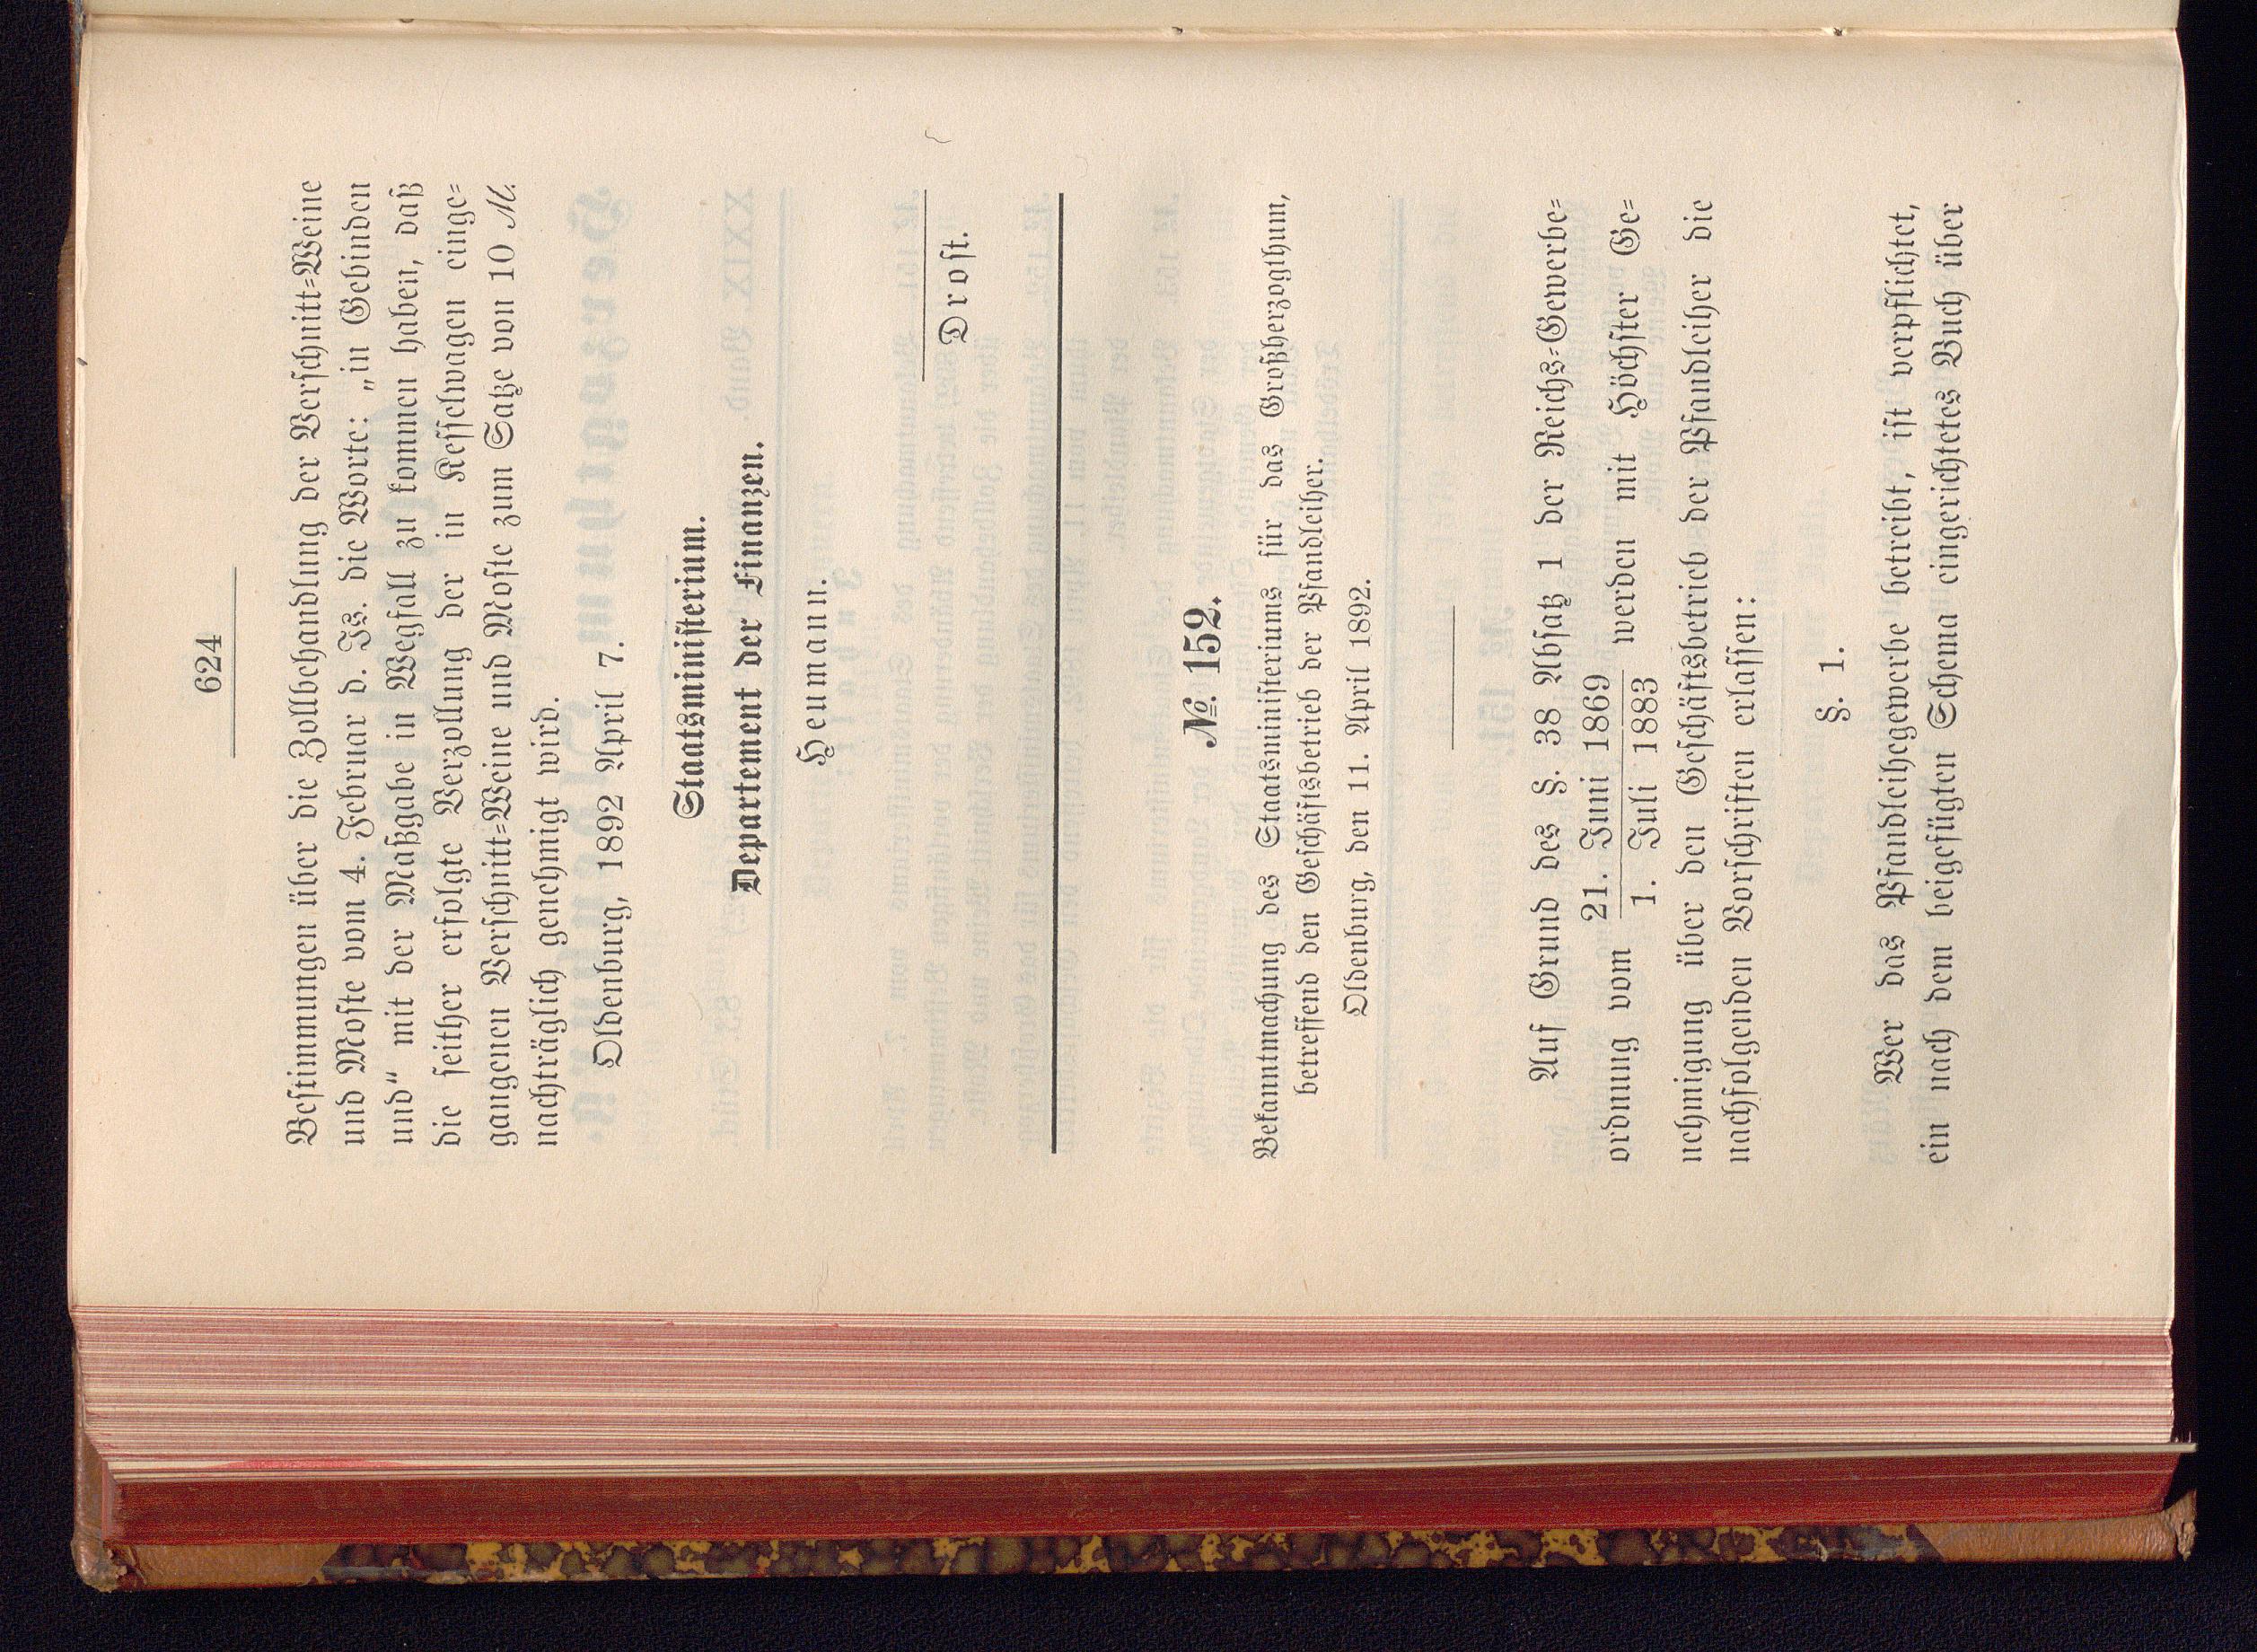 624
Bestimmungen über die Zollbehandlung der Verschnitt-Weine
und Moste vom 4. Februar d. Js. die Worte: „in Gebinden
und“ mit der Maßgabe in Wegfall zu kommen haben, daß
die seither erfolgte Verzollung der in Kesselwagen einge-
gangenen Verschnitt-Weine und Moste zum Satze von 10 M.
nachträglich genehmigt wird.
Oldenburg, 1892 April 7.
Staatsministerium.
Departement der Finanzen.
Heumann.
Drost.
№. 152.
Bekanntmachung des Staatsministeriums für das Großherzogthum,
betreffend den Geschäftsbetrieb der Pfandleiher.
Oldenburg, den 11. April 1892.
Auf Grund des §. 38 Absatz 1 der Reichs-Gewerbe-
ordnung vom 21. Juni 1869 / 1. Juli 1883 werden mit Höchster Ge-
nehmigung über den Geschäftsbetrieb der Pfandleiher die
nachfolgenden Vorschriften erlassen:
§. 1.
Wer das Pfandleihgewerbe betreibt, ist verpflichtet,
ein nach dem beigefügten Schema eingerichtetes Buch über